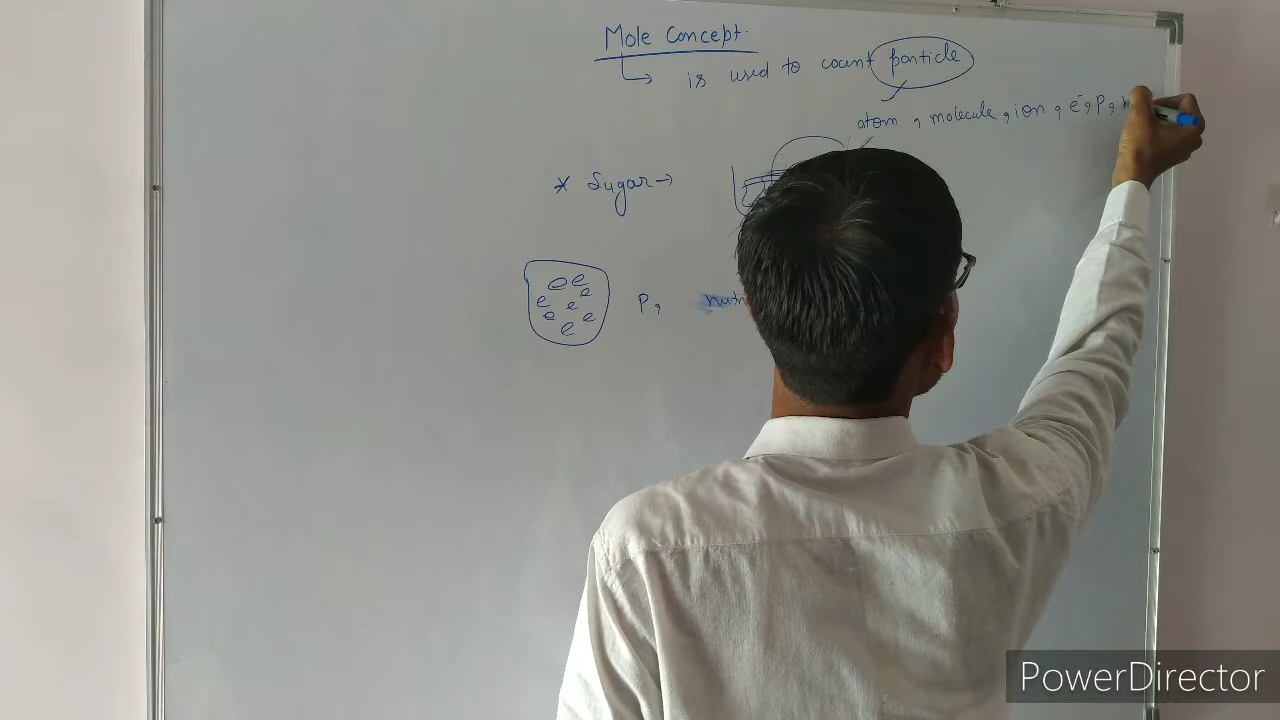 Mole Concept.
is used to count particle
atom , molecule , ion , e⁻, P, n
* Sugar →
e e
e e e
e e
e
P,
PowerDirector